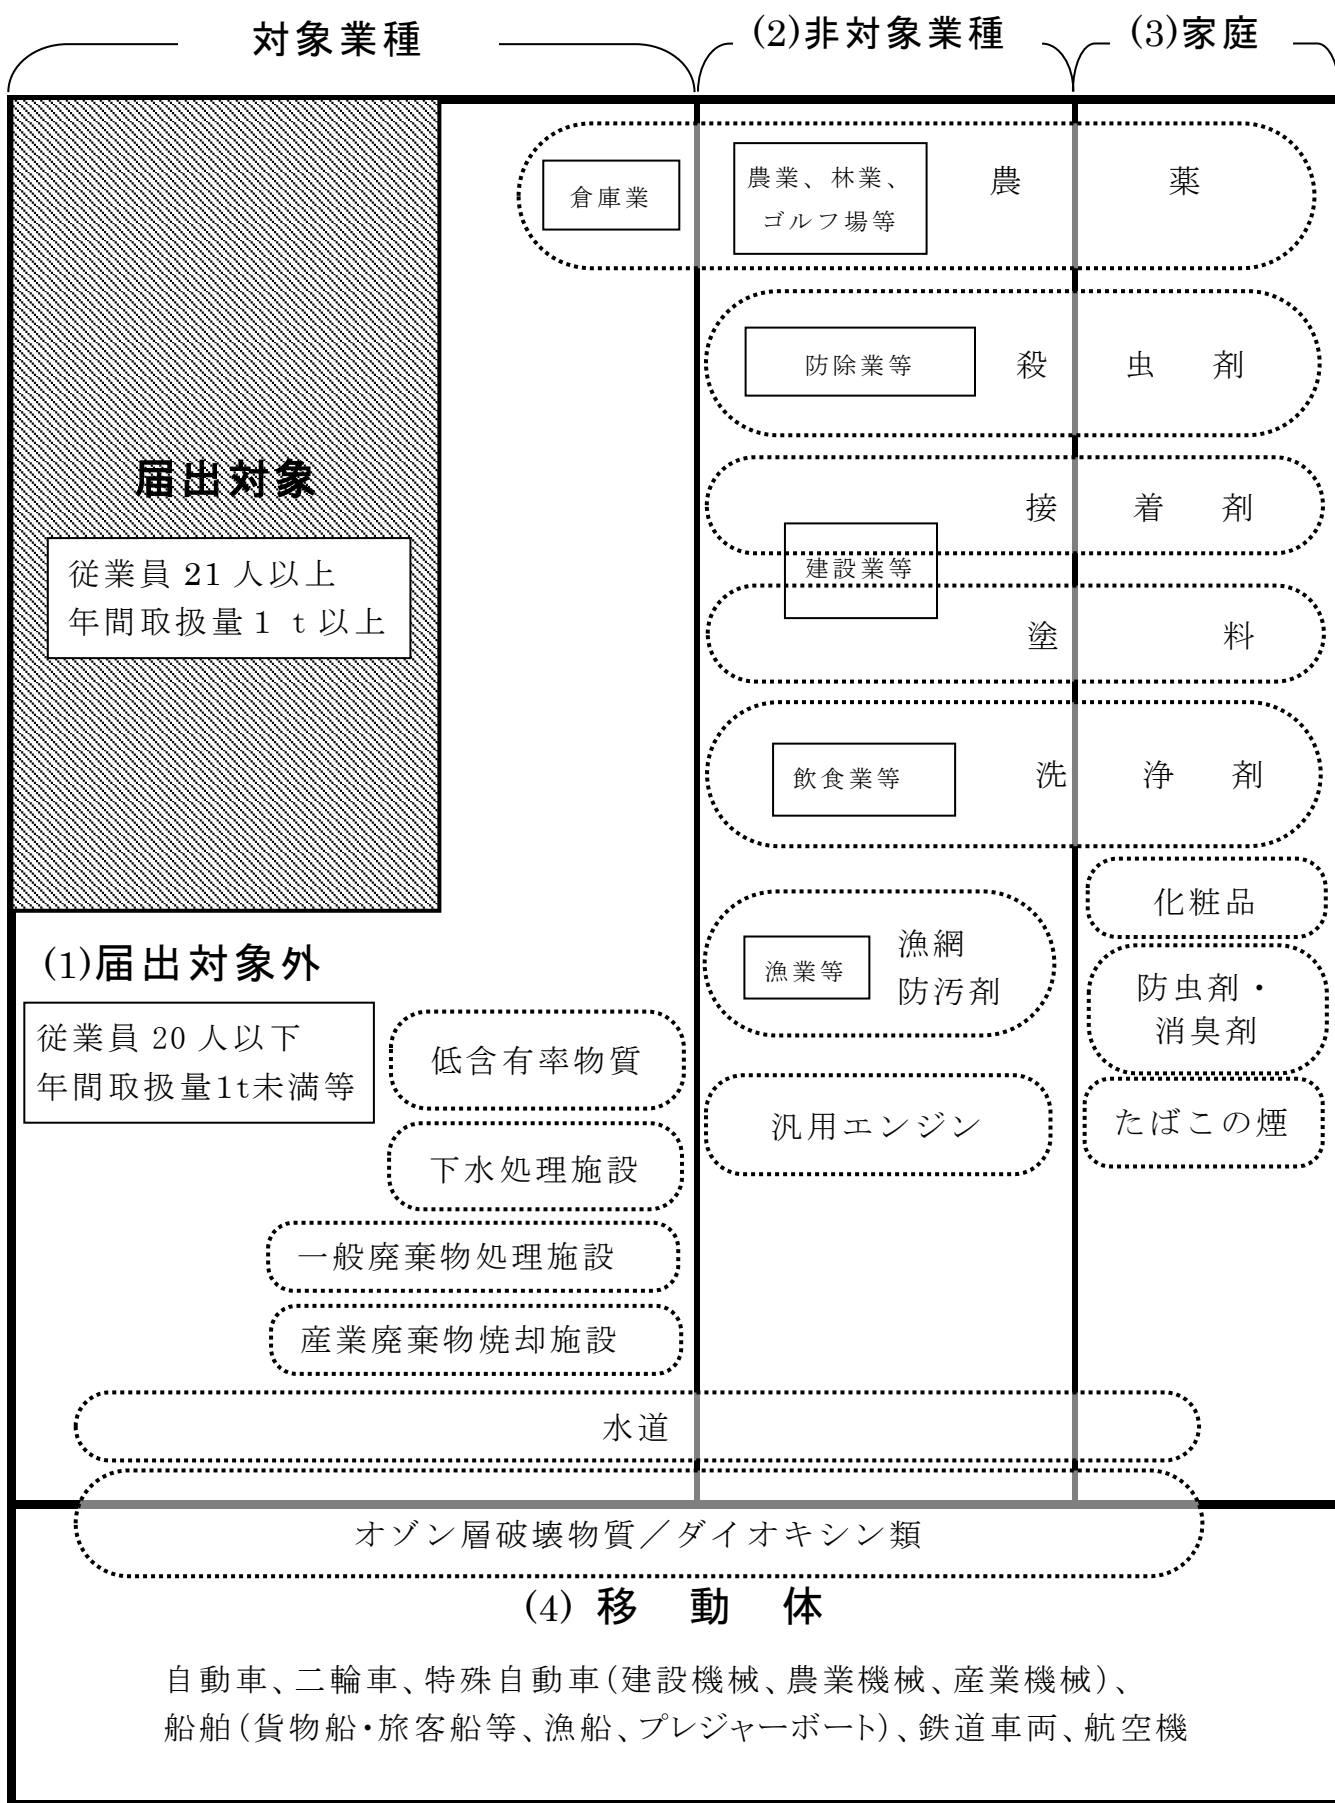 対象業種
(2)非対象業種
(3)家庭
倉庫業
農業、林業、
ゴルフ場等
農薬
防除業等
殺虫剤
届出対象
従業員 21 人以上
年間取扱量１ｔ以上
接着剤
建設業等
塗料
飲食業等
洗浄剤
化粧品
(1)届出対象外
漁業等
漁網
防汚剤
防虫剤・
消臭剤
従業員 20 人以下
年間取扱量1t未満等
低含有率物質
汎用エンジン
たばこの煙
下水処理施設
一般廃棄物処理施設
産業廃棄物焼却施設
水道
オゾン層破壊物質／ダイオキシン類
(4) 移動体
自動車、二輪車、特殊自動車(建設機械、農業機械、産業機械)、
船舶(貨物船・旅客船等、漁船、プレジャーボート)、鉄道車両、航空機